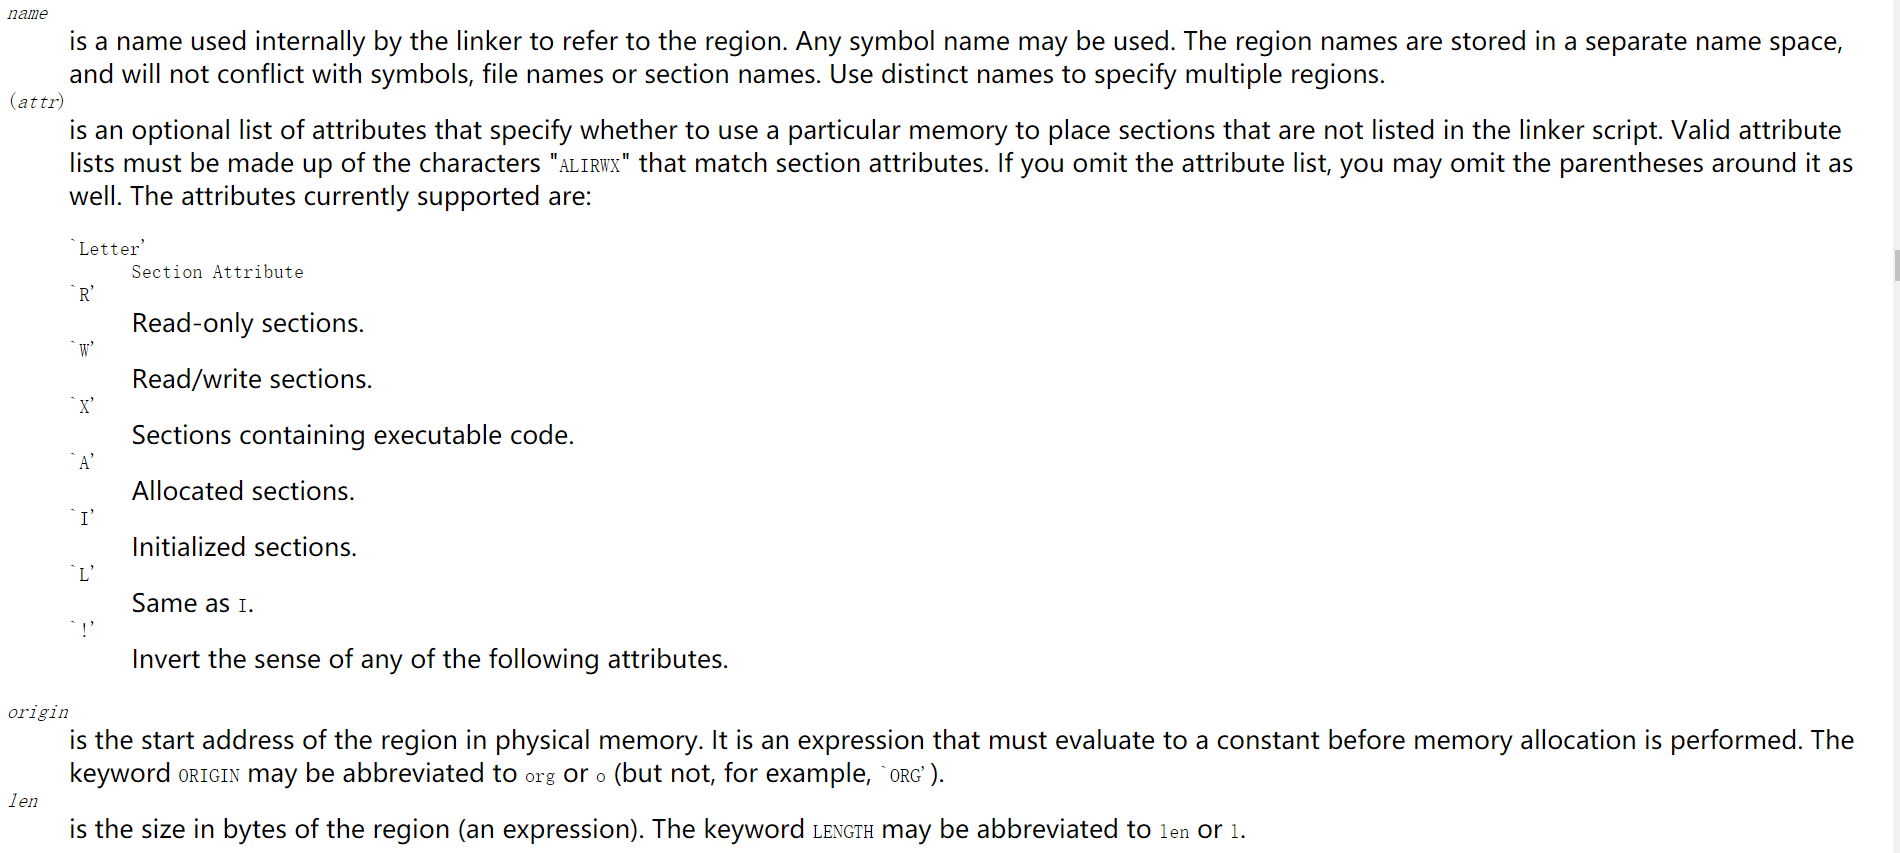 name
is a name used internally by the linker to refer to the region. Any symbol name may be used. The region names are stored in a separate name space,
and will not conflict with symbols, file names or section names. Use distinct names to specify multiple regions.
(attr)
is an optional list of attributes that specify whether to use a particular memory to place sections that are not listed in the linker script. Valid attribute
lists must be made up of the characters "ALIRWX" that match section attributes. If you omit the attribute list, you may omit the parentheses around it as
well. The attributes currently supported are:
`Letter'
Section Attribute
`R'
Read-only sections.
`W'
Read/write sections.
`X'
Sections containing executable code.
`A'
Allocated sections.
`I'
Initialized sections.
`L'
Same as I.
`!'
Invert the sense of any of the following attributes.
origin
is the start address of the region in physical memory. It is an expression that must evaluate to a constant before memory allocation is performed. The
keyword ORIGIN may be abbreviated to org or o (but not, for example, `ORG').
len
is the size in bytes of the region (an expression). The keyword LENGTH may be abbreviated to len or l.